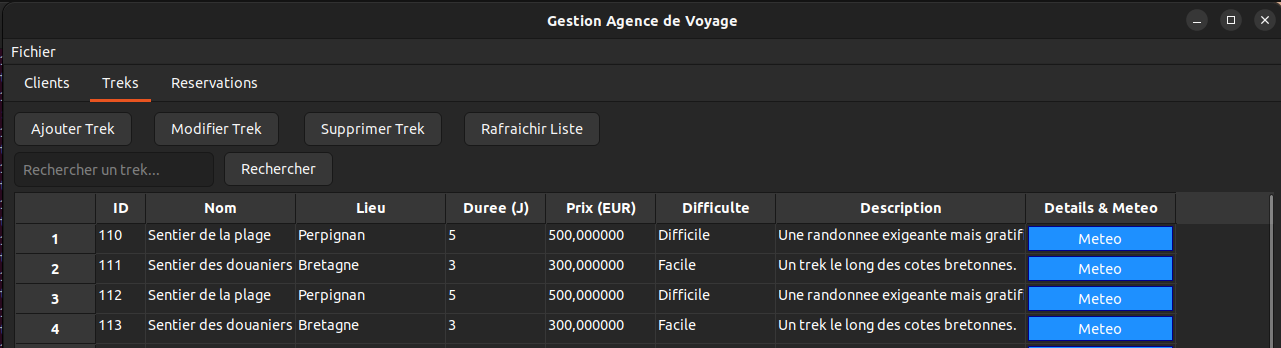 Gestion Agence de Voyage
Fichier
Clients Treks Reservations
Ajouter Trek Modifier Trek Supprimer Trek Rafraichir Liste
Rechercher un trek... Rechercher
ID Nom Lieu Duree (J) Prix (EUR) Difficulte Description Details & Meteo
1 110 Sentier de la plage Perpignan 5 500,000000 Difficile Une randonnee exigeante mais gratif Meteo
2 111 Sentier des douaniers Bretagne 3 300,000000 Facile Un trek le long des cotes bretonnes. Meteo
3 112 Sentier de la plage Perpignan 5 500,000000 Difficile Une randonnee exigeante mais gratif Meteo
4 113 Sentier des douaniers Bretagne 3 300,000000 Facile Un trek le long des cotes bretonnes. Meteo